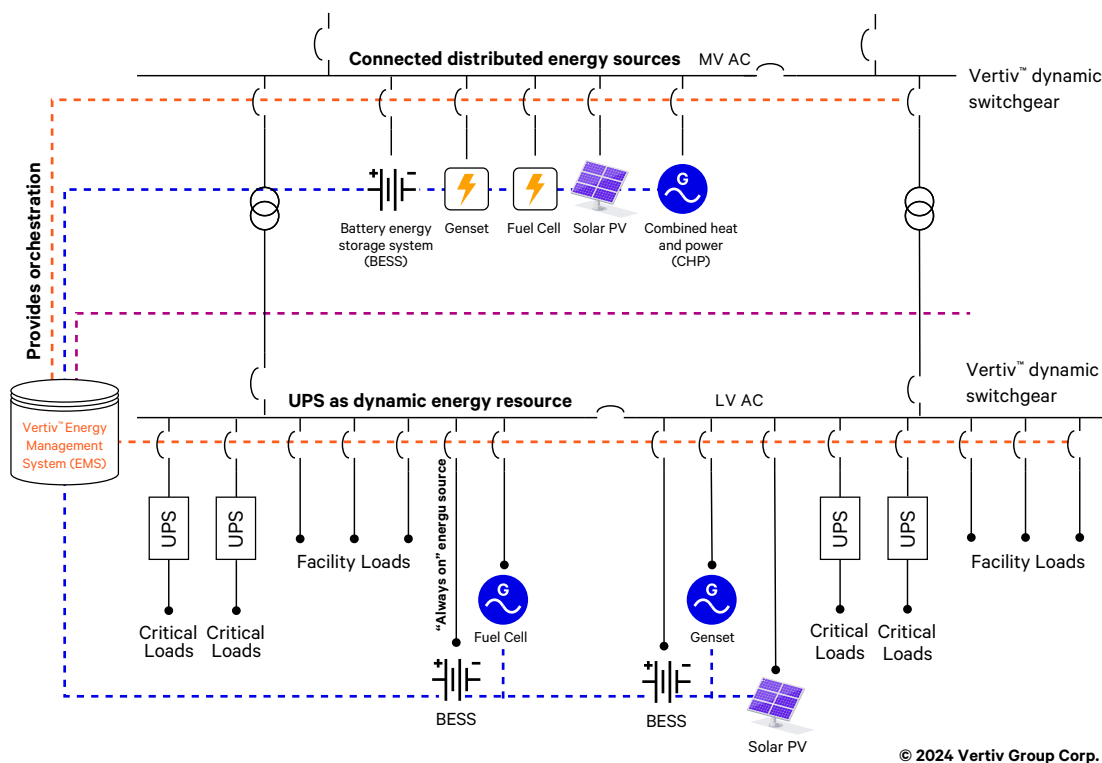 Connected distributed energy sources
MV AC
Vertiv™ dynamic
switchgear
Provides orchestration
+ -
G
Battery energy
storage system
(BESS)
Genset
Fuel Cell
Solar PV
Combined heat
and power
(CHP)
Vertiv™ dynamic
switchgear
UPS as dynamic energy resource
LV AC
Vertiv™ Energy
Management
System (EMS)
"Always on" energu source
UPS
UPS
UPS
UPS
Facility Loads
Facility Loads
G
G
Critical
Loads
Critical
Loads
Fuel Cell
Genset
Critical
Loads
Critical
Loads
+ -
+ -
BESS
BESS
Solar PV
© 2024 Vertiv Group Corp.